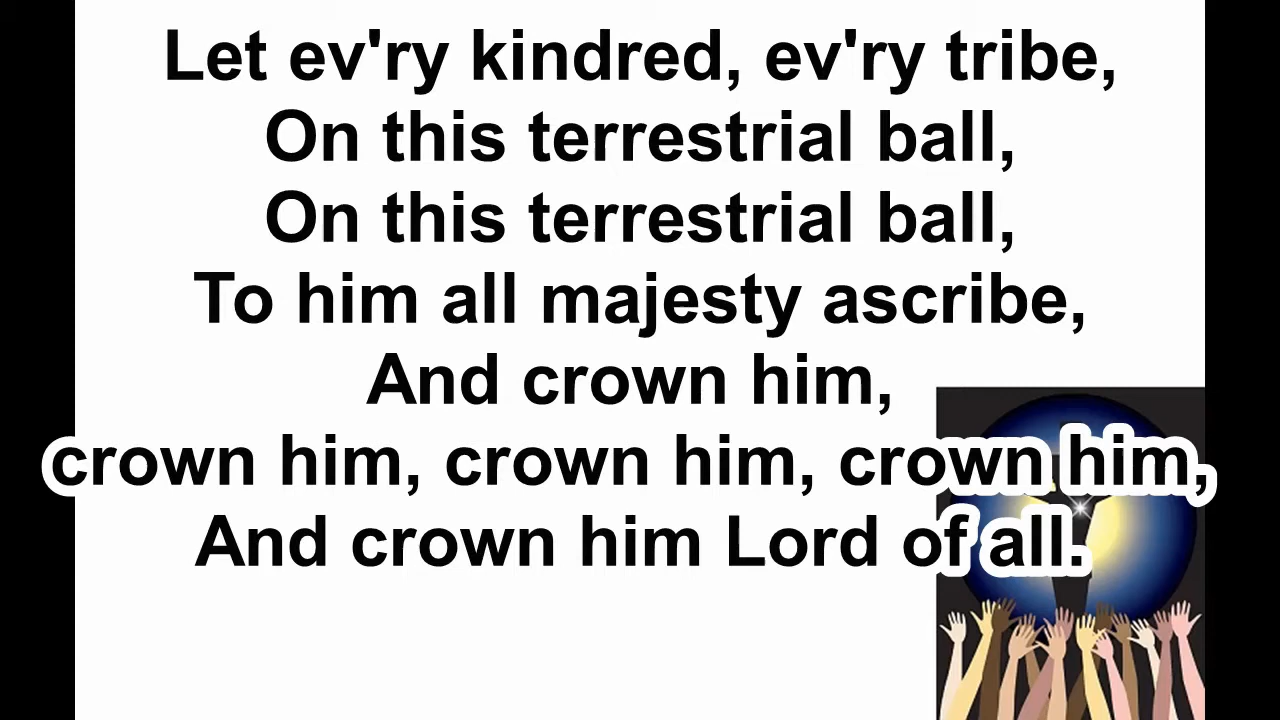 Let ev'ry kindred, ev'ry tribe,
On this terrestrial ball,
On this terrestrial ball,
To him all majesty ascribe,
And crown him,
crown him, crown him, crown him,
And crown him Lord of all.